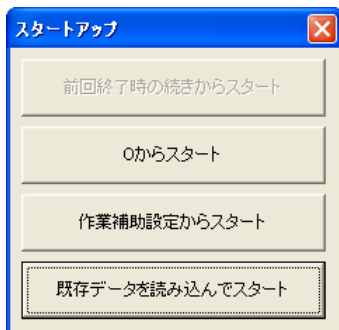 スタートアップ
前回終了時の続きからスタート
0からスタート
作業補助設定からスタート
既存データを読み込んでスタート